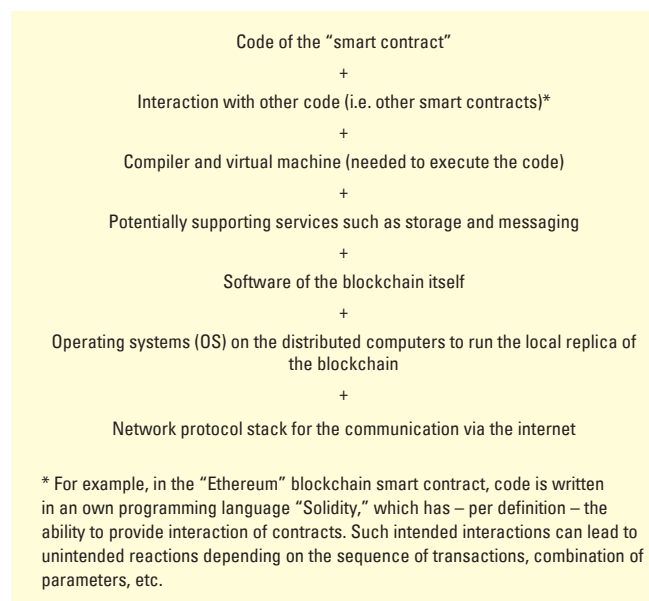 Code of the “smart contract”
+
Interaction with other code (i.e. other smart contracts)*
+
Compiler and virtual machine (needed to execute the code)
+
Potentially supporting services such as storage and messaging
+
Software of the blockchain itself
+
Operating systems (OS) on the distributed computers to run the local replica of
the blockchain
+
Network protocol stack for the communication via the internet
* For example, in the “Ethereum” blockchain smart contract, code is written
in an own programming language “Solidity,” which has – per definition – the
ability to provide interaction of contracts. Such intended interactions can lead to
unintended reactions depending on the sequence of transactions, combination of
parameters, etc.